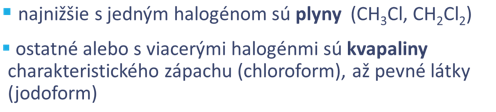 ▪ najnižšie s jedným halogénom sú plyny (CH₃Cl, CH₂Cl₂)
▪ ostatné alebo s viacerými halogénmi sú kvapaliny
charakteristického zápachu (chloroform), až pevné látky
(jodoform)